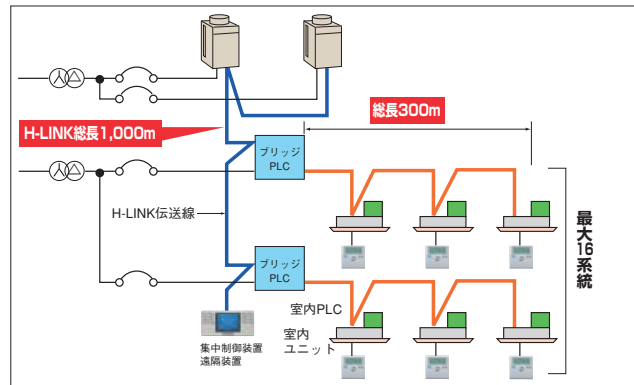 H-LINK総長1,000m
総長300m
ブリッジ
PLC
H-LINK伝送線
最大16系統
ブリッジ
PLC
室内PLC
室内
ユニット
集中制御装置
遠隔装置